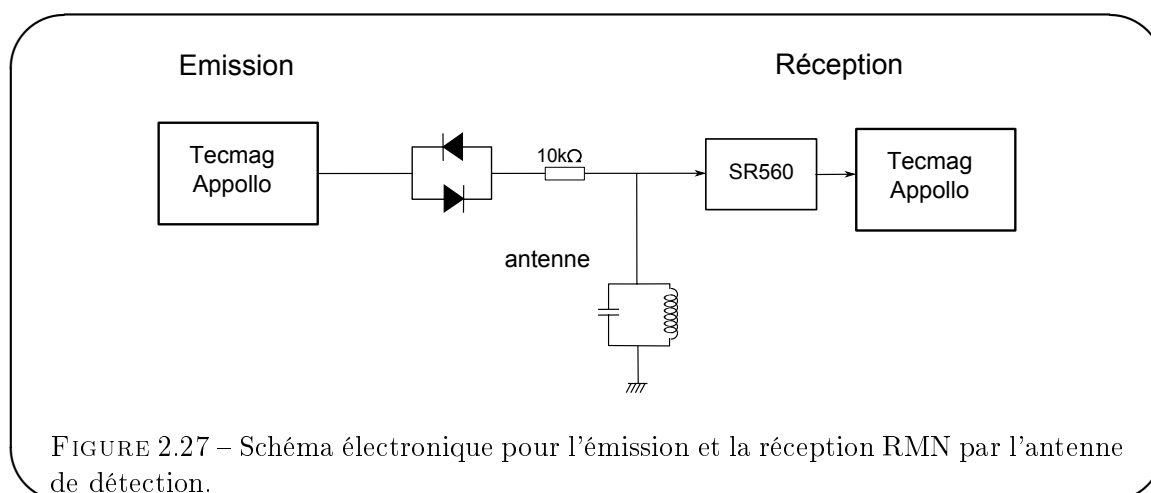 Emission
Réception
Tecmag
Appollo
10kΩ
SR560
Tecmag
Appollo
antenne
FIGURE 2.27 – Schéma électronique pour l'émission et la réception RMN par l'antenne
de détection.